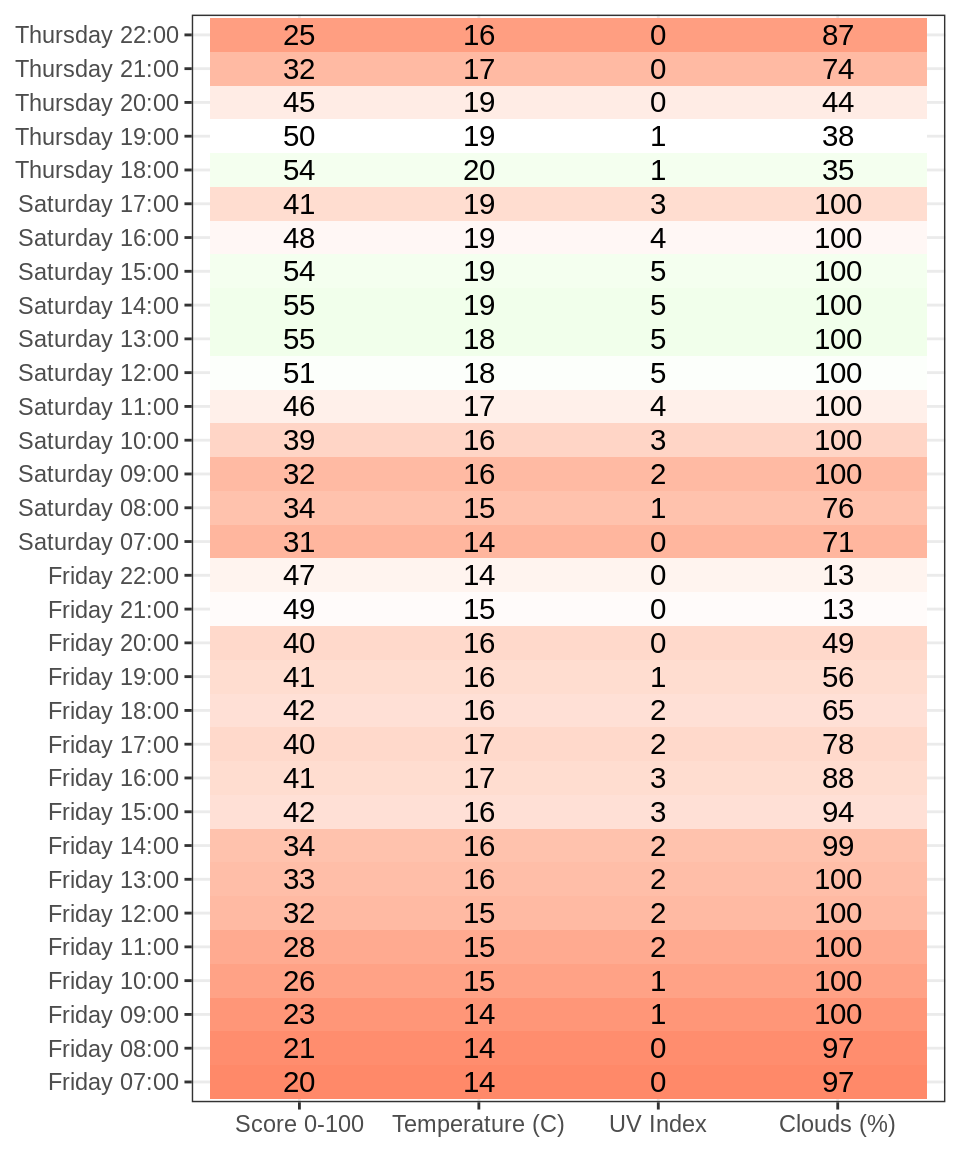 Thursday 22:00 25 16 0 87
Thursday 21:00 32 17 0 74
Thursday 20:00 45 19 0 44
Thursday 19:00 50 19 1 38
Thursday 18:00 54 20 1 35
Saturday 17:00 41 19 3 100
Saturday 16:00 48 19 4 100
Saturday 15:00 54 19 5 100
Saturday 14:00 55 19 5 100
Saturday 13:00 55 18 5 100
Saturday 12:00 51 18 5 100
Saturday 11:00 46 17 4 100
Saturday 10:00 39 16 3 100
Saturday 09:00 32 16 2 100
Saturday 08:00 34 15 1 76
Saturday 07:00 31 14 0 71
Friday 22:00 47 14 0 13
Friday 21:00 49 15 0 13
Friday 20:00 40 16 0 49
Friday 19:00 41 16 1 56
Friday 18:00 42 16 2 65
Friday 17:00 40 17 2 78
Friday 16:00 41 17 3 88
Friday 15:00 42 16 3 94
Friday 14:00 34 16 2 99
Friday 13:00 33 16 2 100
Friday 12:00 32 15 2 100
Friday 11:00 28 15 2 100
Friday 10:00 26 15 1 100
Friday 09:00 23 14 1 100
Friday 08:00 21 14 0 97
Friday 07:00 20 14 0 97
Score 0-100 Temperature (C) UV Index Clouds (%)